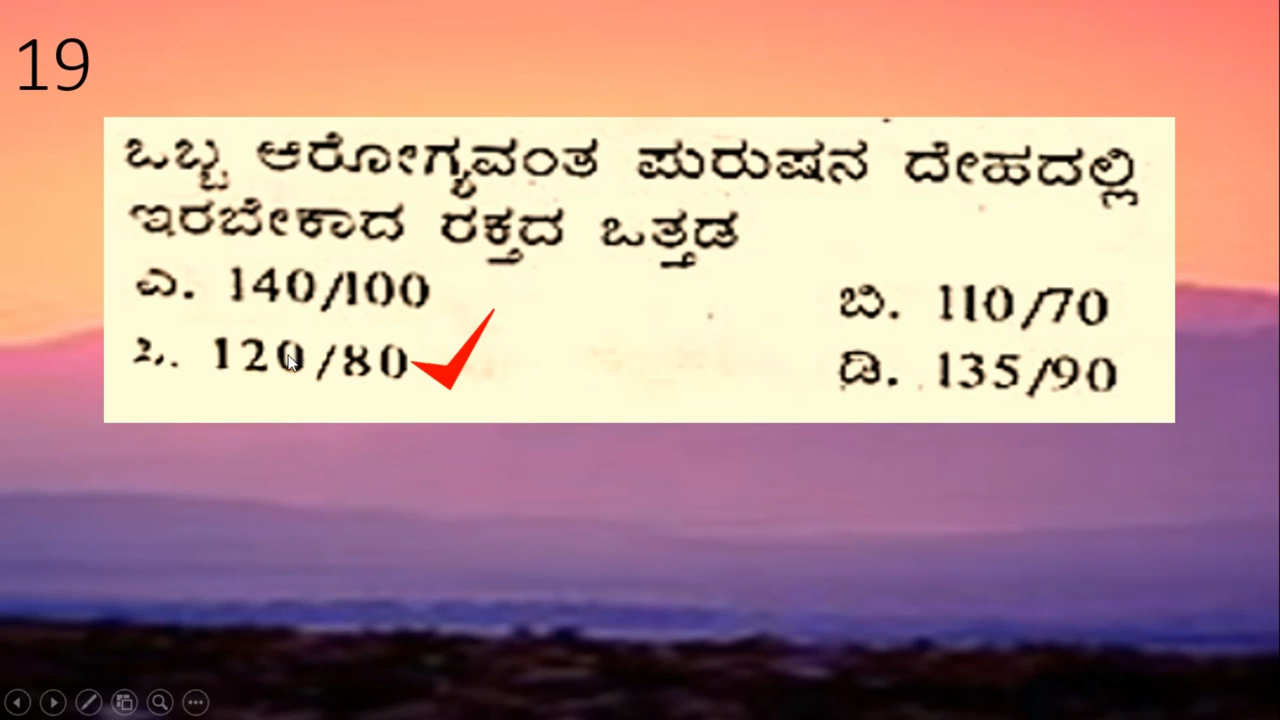 19
ಒಬ್ಬ ಆರೋಗ್ಯವಂತ ಪುರುಷನ ದೇಹದಲ್ಲಿ
ಇರಬೇಕಾದ ರಕ್ತದ ಒತ್ತಡ
ಎ. 140/100
ಬಿ. 110/70
120/80
ಡಿ. 135/90